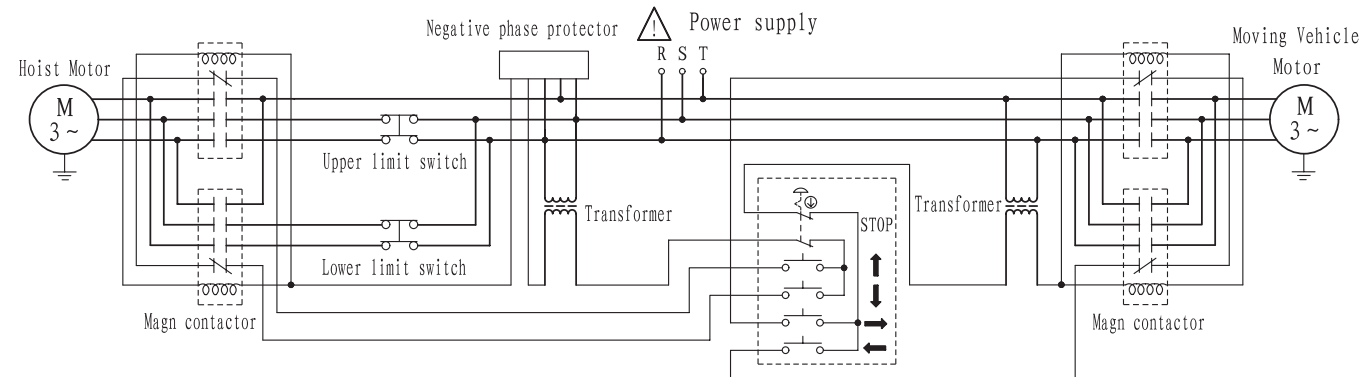 Negative phase protector
! Power supply
R S T
Hoist Motor
M
3~
Moving Vehicle
Motor
M
3~
Upper limit switch
Transformer
Transformer
STOP
Lower limit switch
Magn contactor
Magn contactor